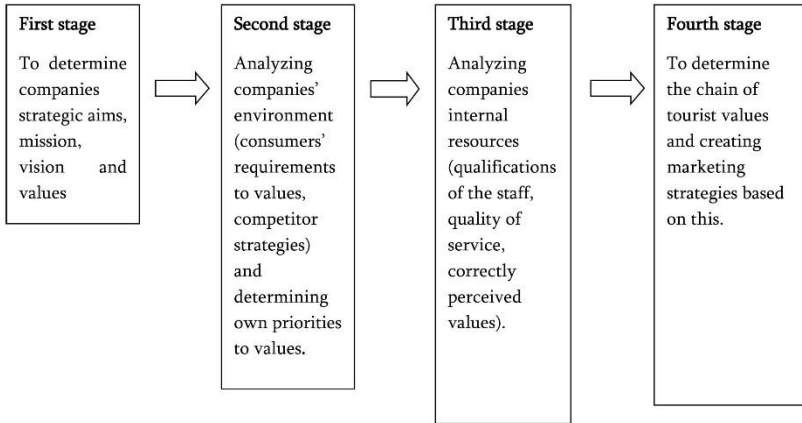 First stage
To determine
companies
strategic aims,
mission,
vision and
values
Second stage
Analyzing
companies’
environment
(consumers’
requirements
to values,
competitor
strategies)
and
determining
own priorities
to values.
Third stage
Analyzing
companies
internal
resources
(qualifications
of the staff,
quality of
service,
correctly
perceived
values).
Fourth stage
To determine
the chain of
tourist values
and creating
marketing
strategies based
on this.